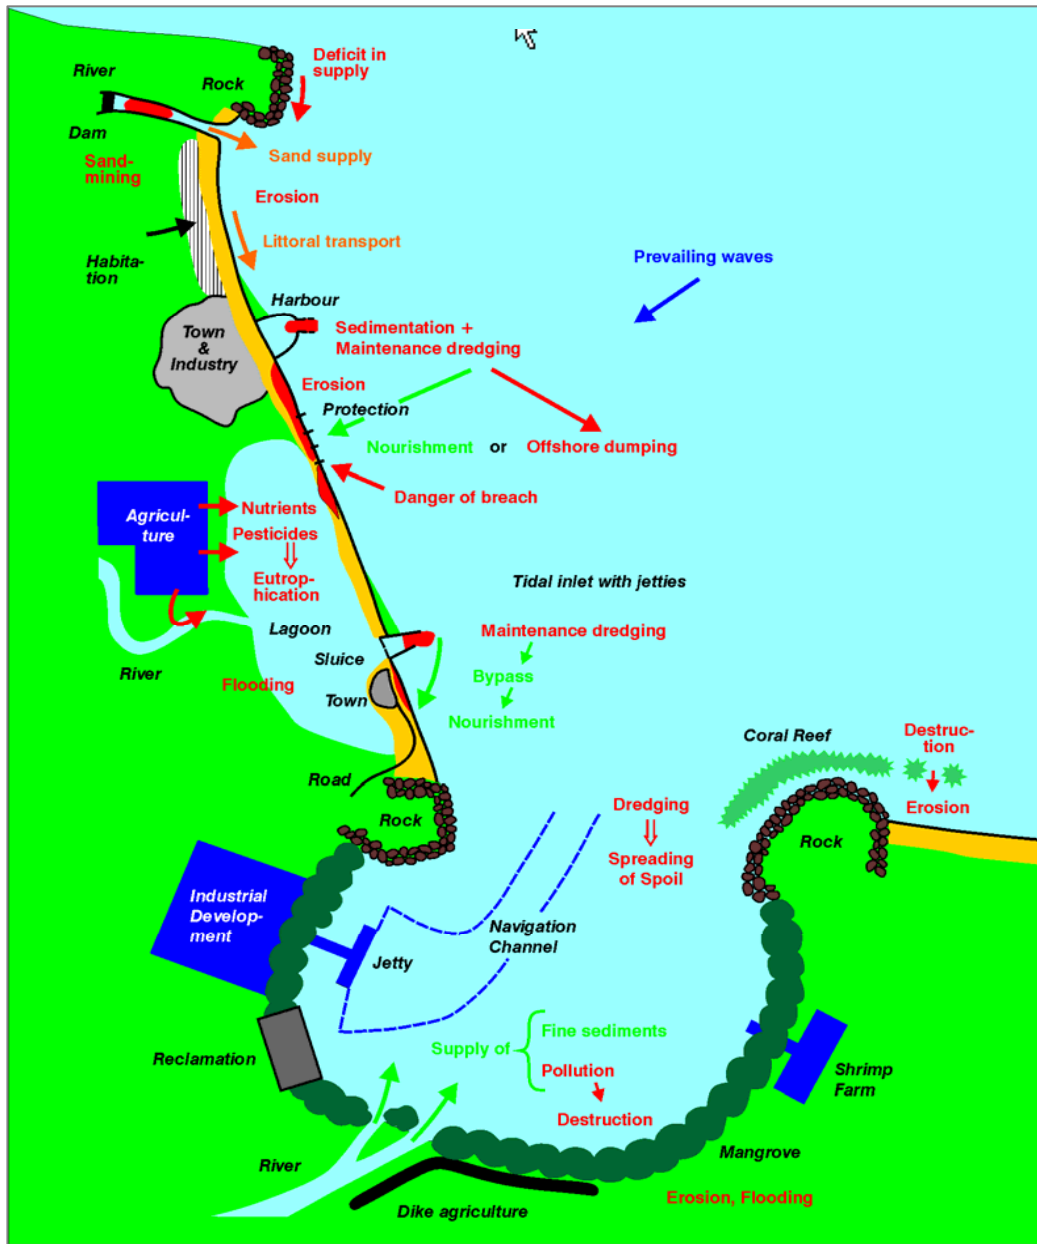 Deficit in
supply
River
Rock
Dam
Sand supply
Sand-
mining
Erosion
Littoral transport
Habita-
tion
Prevailing waves
Harbour
Town
&
Industry
Sedimentation +
Maintenance dredging
Erosion
Protection
Nourishment or Offshore dumping
Danger of breach
Agricul-
ture
Nutrients
Pesticides
Eutrop-
hication
Tidal inlet with jetties
Lagoon
Maintenance dredging
Sluice
River
Flooding
Bypass
Town
Nourishment
Coral Reef
Destruc-
tion
Road
Erosion
Dredging
Rock
Rock
Spreading
of Spoil
Industrial
Develop-
ment
Navigation
Channel
Jetty
Fine sediments
Supply of
Reclamation
Pollution
Shrimp
Farm
Destruction
Mangrove
River
Erosion, Flooding
Dike agriculture